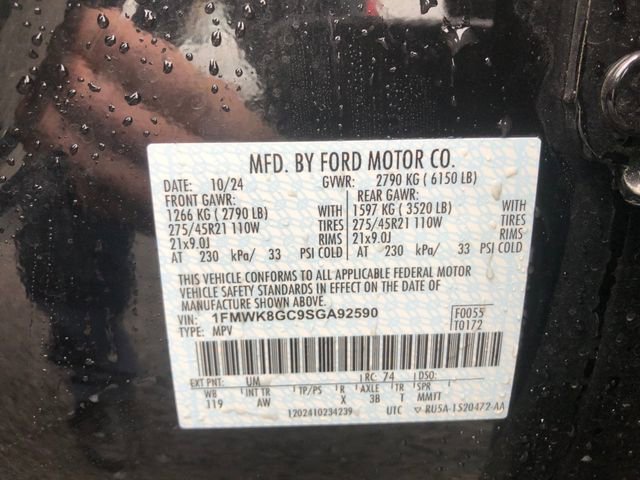 MFD. BY FORD MOTOR CO.
DATE: 10/24 GVWR: 2790 KG ( 6150 LB)
FRONT GAWR: REAR GAWR:
1266 KG ( 2790 LB) WITH 1597 KG ( 3520 LB) WITH
275/45R21 110W TIRES 275/45R21 110W TIRES
21x9.0J RIMS 21x9.0J RIMS
AT 230 kPa/ 33 PSI COLD AT 230 kPa/ 33 PSI COLD
THIS VEHICLE CONFORMS TO ALL APPLICABLE FEDERAL MOTOR
VEHICLE SAFETY STANDARDS IN EFFECT ON THE DATE OF
MANUFACTURE SHOWN ABOVE.
VIN: 1FMWK8GC9SGA92590 F0055
TYPE: MPV T0172
EXT PNT: UM RC: 74 DSO:
WB INT TR TP/PS R AXLE TR SPR
119 AW X 3B T MMTT
1202410234239 UTC ▽ RU5A-1520472-AA